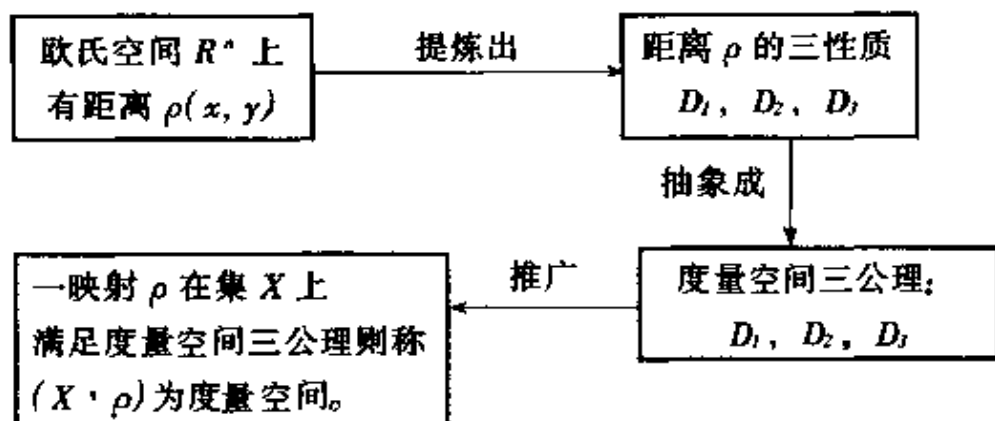 欧氏空间 Rⁿ 上
有距离 ρ(x, y)
提炼出
距离 ρ 的三性质
D₁, D₂, D₃
抽象成
度量空间三公理:
D₁, D₂, D₃
推广
一映射 ρ 在集 X 上
满足度量空间三公理则称
(X，ρ)为度量空间。